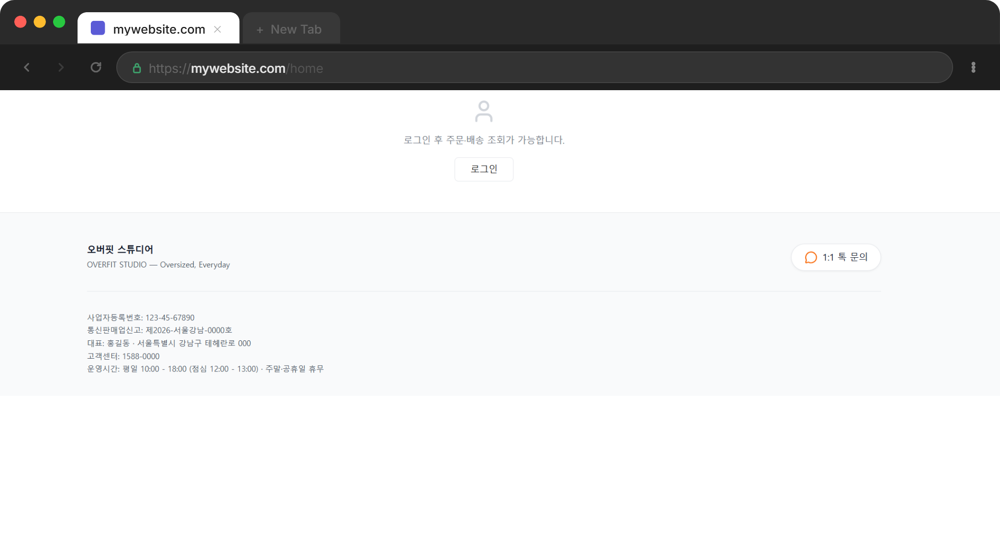 mywebsite.com
+ New Tab
https://mywebsite.com/home
로그인 후 주문·배송 조회가 가능합니다.
로그인
오버핏 스튜디어
OVERFIT STUDIO — Oversized, Everyday
1:1 톡 문의
사업자등록번호: 123-45-67890
통신판매업신고: 제2026-서울강남-0000호
대표: 홍길동 · 서울특별시 강남구 테헤란로 000
고객센터: 1588-0000
운영시간: 평일 10:00 - 18:00 (점심 12:00 - 13:00) · 주말·공휴일 휴무